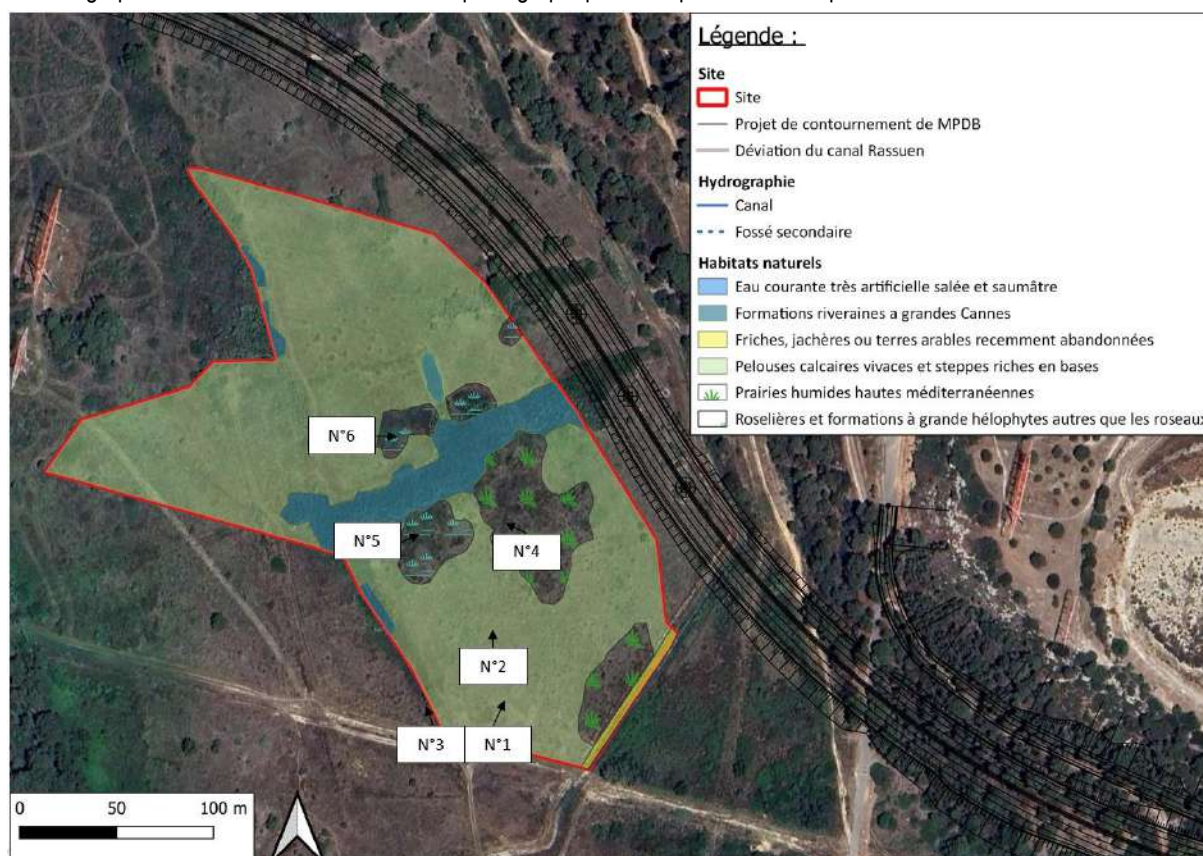 Légende :
Site
Site
Projet de contournement de MPDB
Déviation du canal Rassuen
Hydrographie
Canal
Fossé secondaire
Habitats naturels
Eau courante très artificielle salée et saumâtre
Formations riveraines a grandes Cannes
Friches, jachères ou terres arables recemment abandonnées
Pelouses calcaires vivaces et steppes riches en bases
Prairies humides hautes méditerranéennes
Roselières et formations à grande hélophytes autres que les roseaux
N°6
N°5
N°4
N°2
N°3
N°1
0 50 100 m